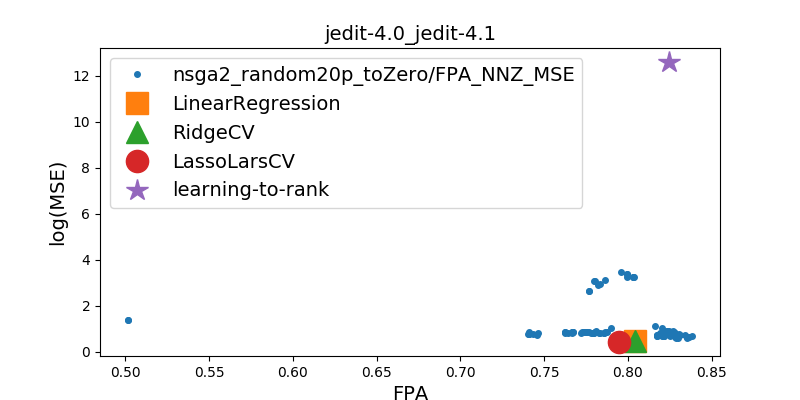 jedit-4.0_jedit-4.1
nsga2_random20p_toZero/FPA_NNZ_MSE
LinearRegression
RidgeCV
LassoLarsCV
learning-to-rank
log(MSE)
12
10
8
6
4
2
0
0.50 0.55 0.60 0.65 0.70 0.75 0.80 0.85
FPA